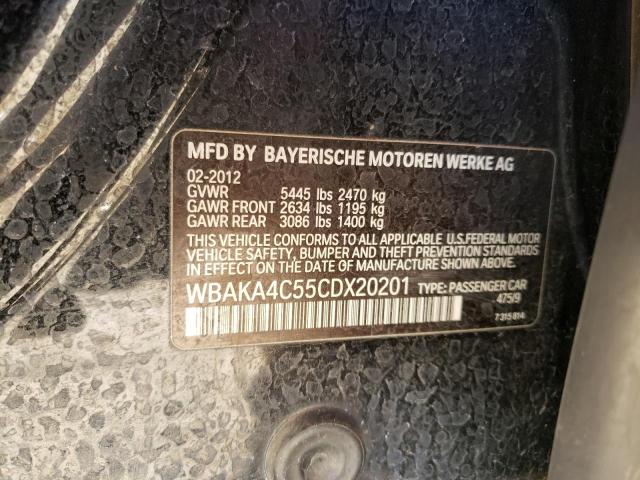 MFD BY BAYERISCHE MOTOREN WERKE AG
02-2012
GVWR 5445 lbs 2470 kg
GAWR FRONT 2634 lbs 1195 kg
GAWR REAR 3086 lbs 1400 kg
THIS VEHICLE CONFORMS TO ALL APPLICABLE U.S.FEDERAL MOTOR
VEHICLE SAFETY, BUMPER AND THEFT PREVENTION STANDARDS
IN EFFECT ON THE DATE OF MANUFACTURE SHOWN ABOVE.
WBAKA4C55CDX20201 TYPE: PASSENGER CAR
475/9
7 315 814